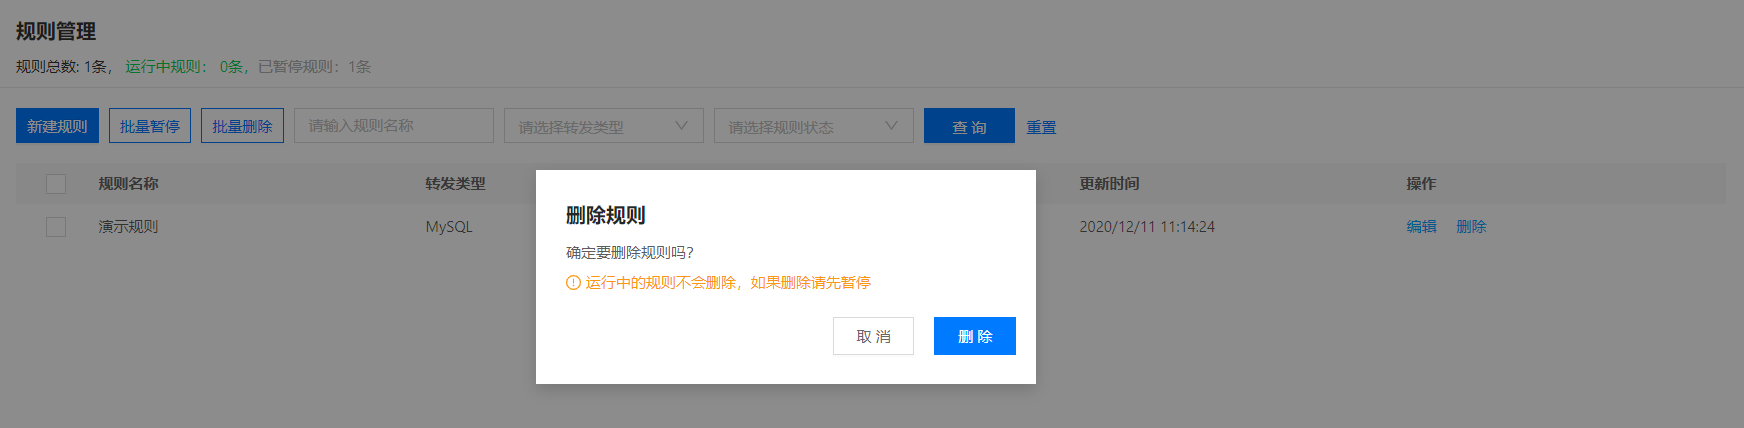 规则管理
规则总数: 1条， 运行中规则： 0条，已暂停规则：1条
新建规则 批量暂停 批量删除 请输入规则名称 请选择转发类型 请选择规则状态 查 询 重置
规则名称 转发类型 更新时间 操作
演示规则 MySQL 2020/12/11 11:14:24 编辑 删除
删除规则
确定要删除规则吗?
运行中的规则不会删除，如果删除请先暂停
取 消 删 除